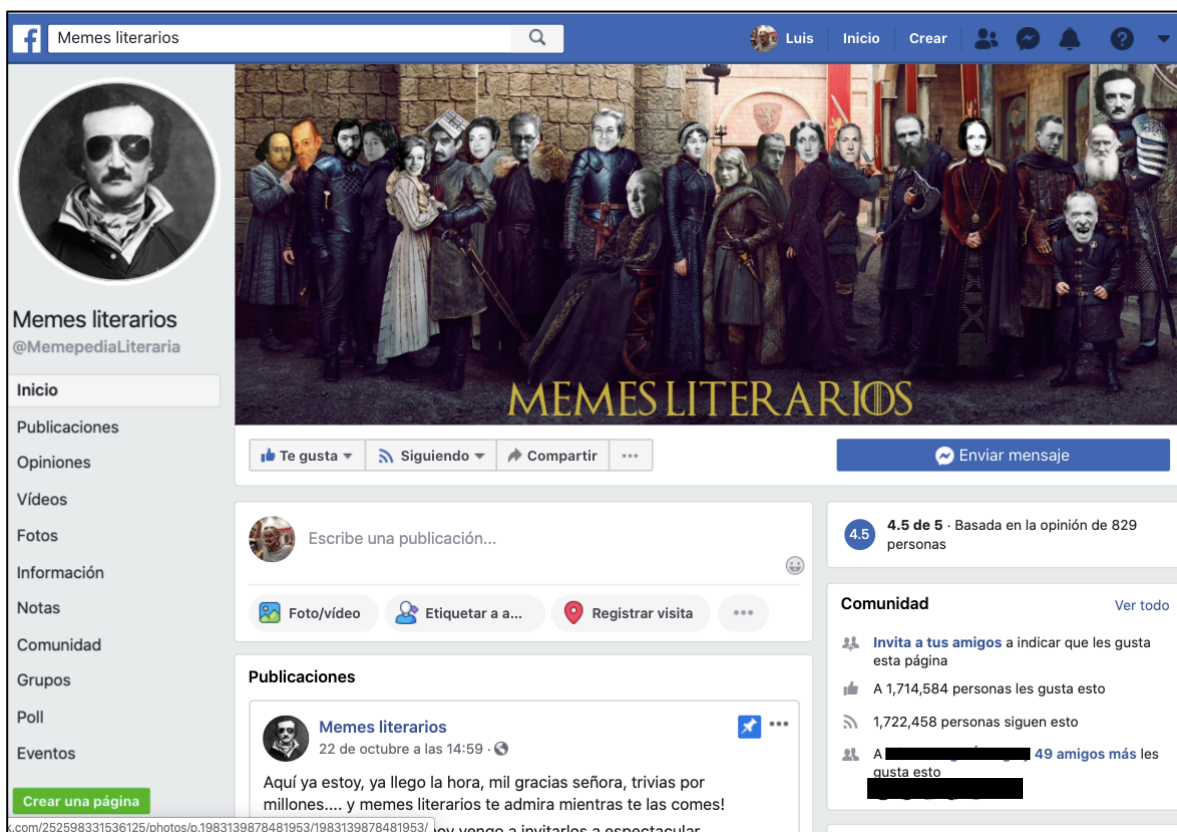 Memes literarios
Luis
Inicio
Crear
MEMES LITERARIOS
Memes literarios
@MemepediaLiteraria
Inicio
Publicaciones
Opiniones
Vídeos
Fotos
Información
Notas
Comunidad
Grupos
Poll
Eventos
Crear una página
Te gusta
Siguiendo
Compartir
Enviar mensaje
Escribe una publicación...
Foto/vídeo
Etiquetar a a...
Registrar visita
Publicaciones
Memes literarios
22 de octubre a las 14:59 ·
Aquí ya estoy, ya llego la hora, mil gracias señora, trivias por
millones.... y memes literarios te admira mientras te las comes!
hoy vengo a invitarlos a espectacular
4.5
4.5 de 5 · Basada en la opinión de 829
personas
Comunidad
Ver todo
Invita a tus amigos a indicar que les gusta
esta página
A 1,714,584 personas les gusta esto
1,722,458 personas siguen esto
A 49 amigos más les
gusta esto
k.com/252598331536125/photos/p.1983139878481953/1983139878481953/